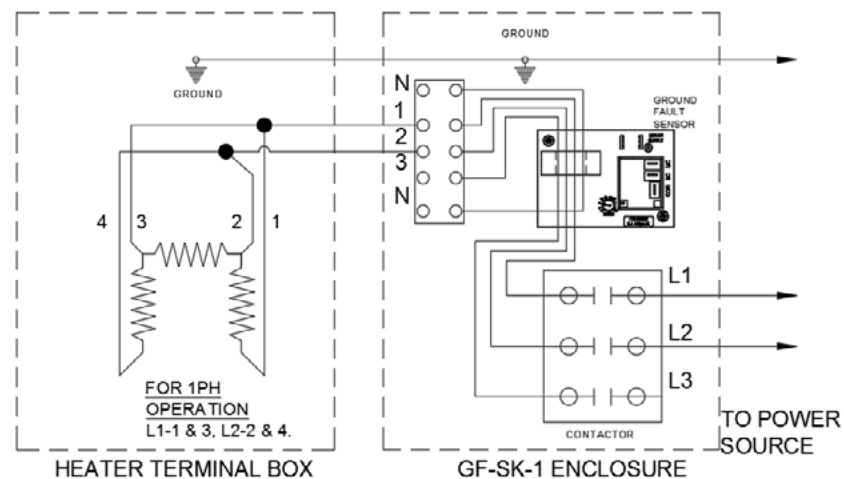 GROUND
GROUND
N
1
2
3
N
GROUND
FAULT
SENSOR
4 3 2 1
L1
L2
L3
FOR 1PH
OPERATION
L1-1 & 3, L2-2 & 4.
CONTACTOR
TO POWER
SOURCE
HEATER TERMINAL BOX
GF-SK-1 ENCLOSURE